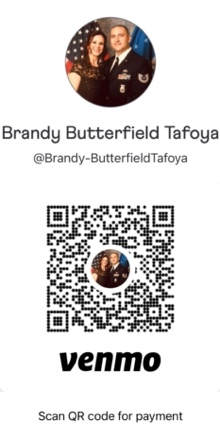 Brandy Butterfield Tafoya
@Brandy-ButterfieldTafoya
venmo
Scan QR code for payment